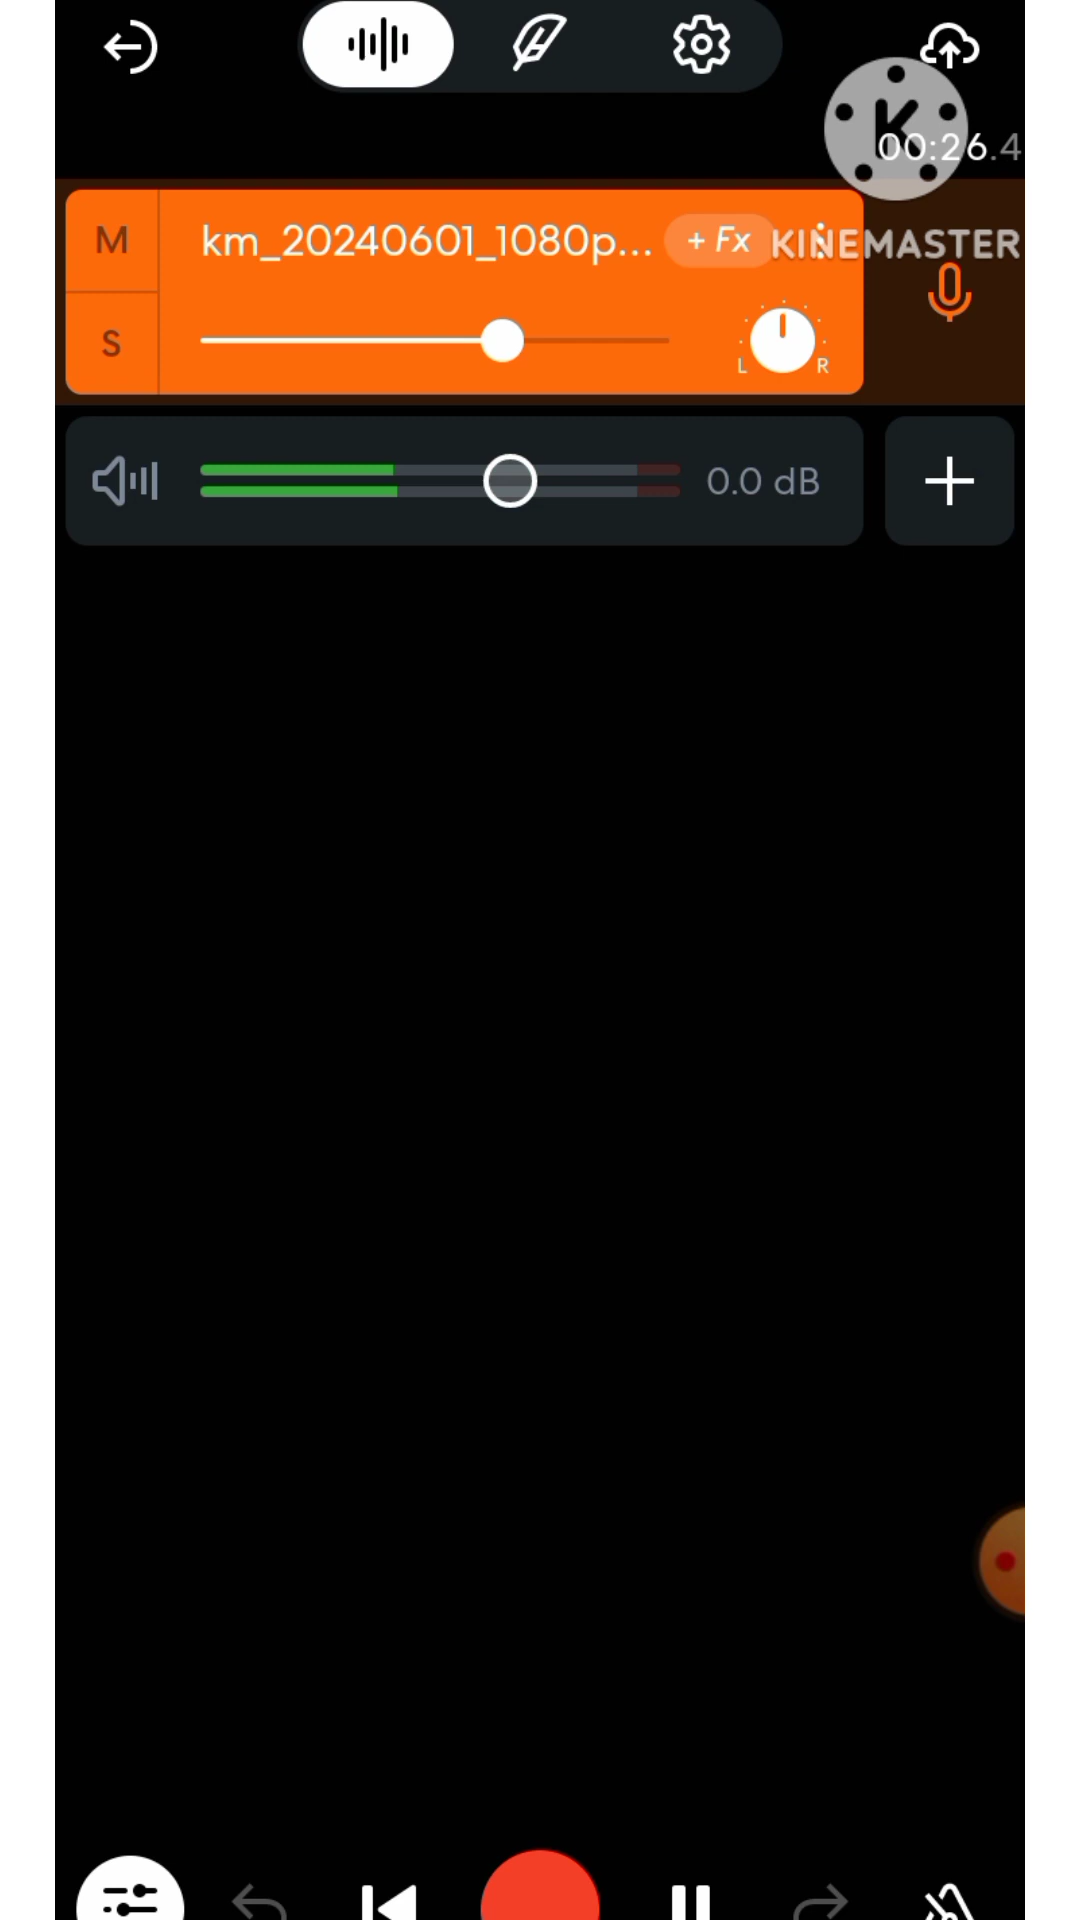 00:26.4
M
km_20240601_1080p...
+ Fx
KINEMASTER
S
L
R
0.0 dB